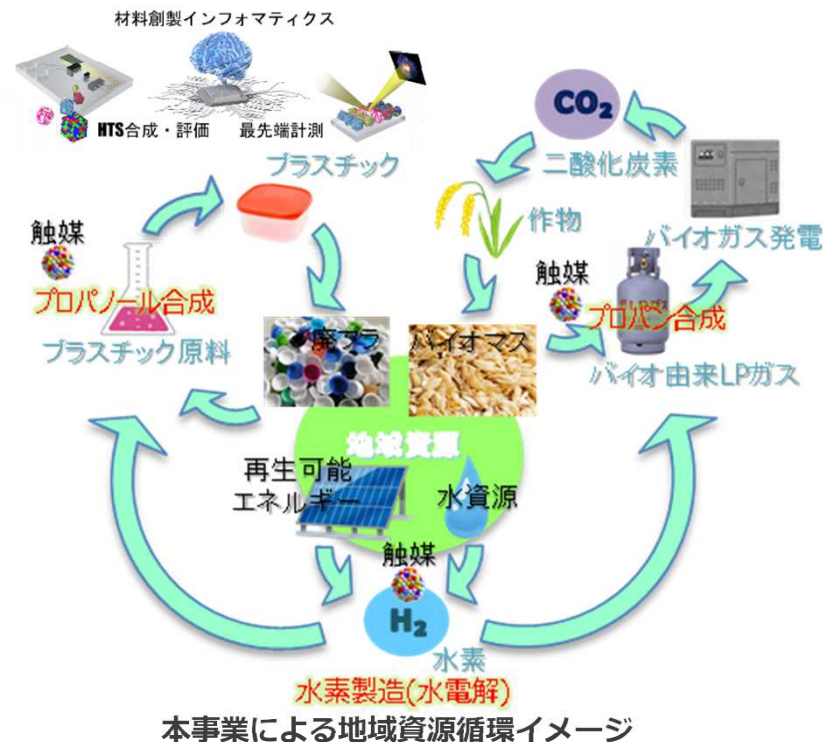 材料創製インフォマティクス
HTS合成・評価
最先端計測
プラスチック
CO₂
二酸化炭素
作物
バイオガス発電
触媒
プロパノール合成
プラスチック原料
触媒
プロパン合成
バイオ由来LPガス
廃プラ
バイオマス
地域資源
再生可能
エネルギー
水資源
触媒
H₂
水素
水素製造(水電解)
本事業による地域資源循環イメージ